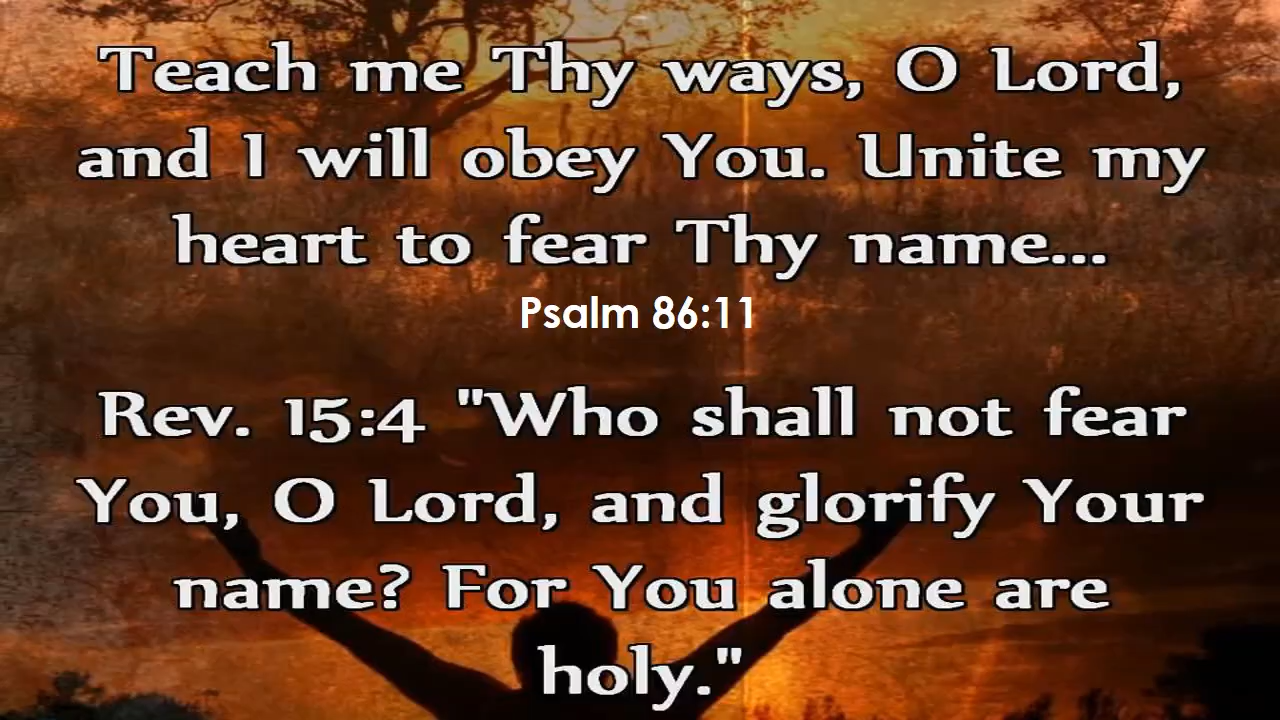 Teach me Thy ways, O Lord,
and I will obey You. Unite my
heart to fear Thy name...
Psalm 86:11
Rev. 15:4 "Who shall not fear
You, O Lord, and glorify Your
name? For You alone are
holy."